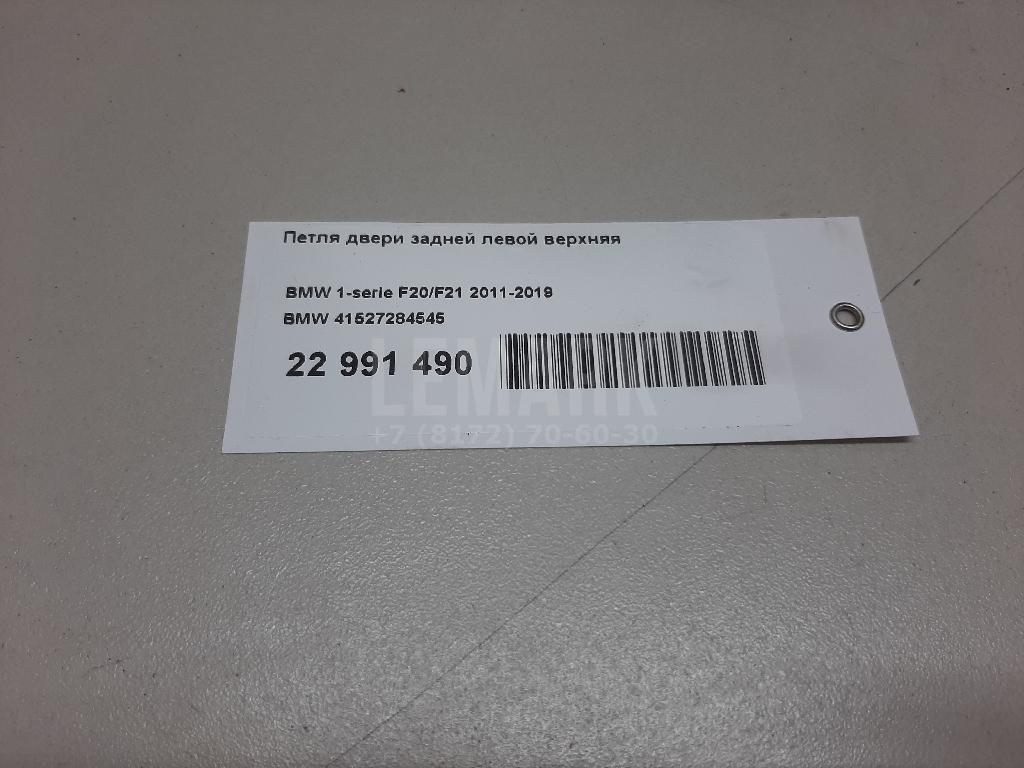 Петля двери задней левой верхняя
BMW 1-serie F20/F21 2011-2019
BMW 41527284545
22 991 490
LEMARK
+7 (8172) 70-60-30